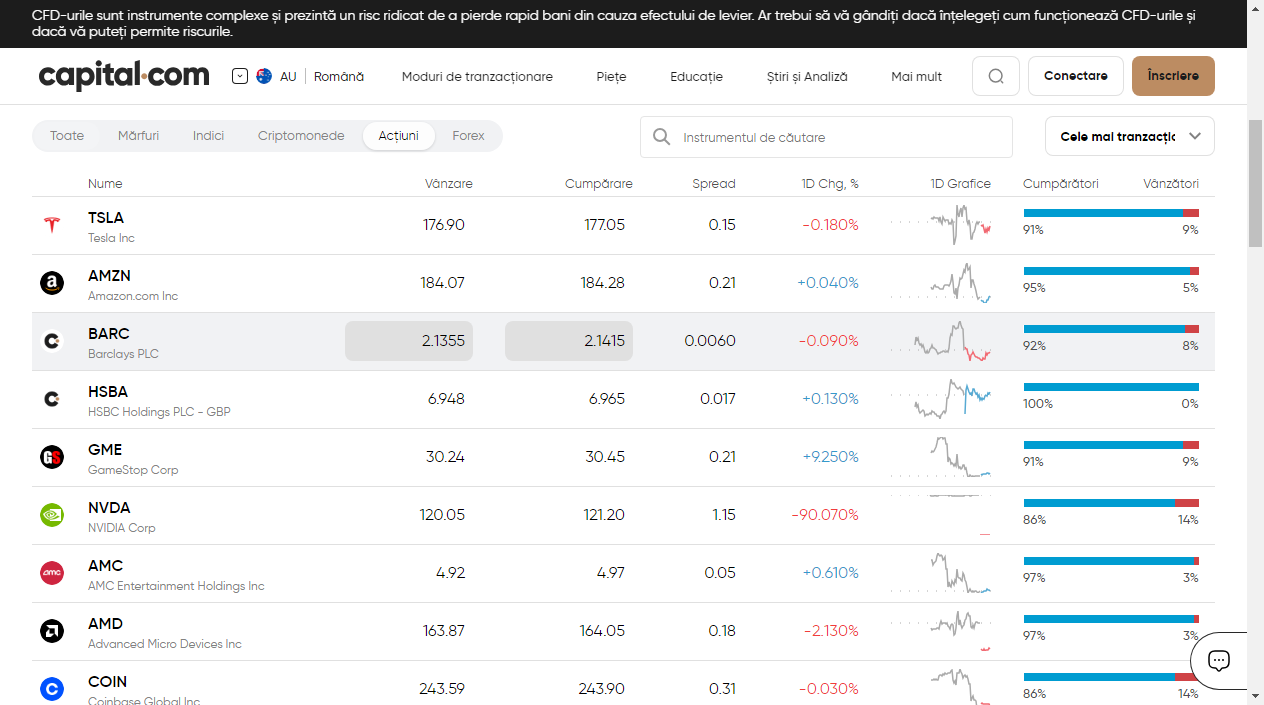 CFD-urile sunt instrumente complexe și prezintă un risc ridicat de a pierde rapid bani din cauza efectului de levier. Ar trebui să vă gândiți dacă înțelegeți cum funcționează CFD-urile și
dacă vă puteți permite riscurile.
capital.com AU Română Moduri de tranzacționare Piețe Educație Știri și Analiză Mai mult Conectare Înscriere
Toate Mărfuri Indici Criptomonede Acțiuni Forex Instrumentul de căutare Cele mai tranzacțic
Nume Vânzare Cumpărare Spread 1D Chg, % 1D Grafice Cumpărători Vânzători
TSLA 176.90 177.05 0.15 -0.180%
Tesla Inc 91% 9%
AMZN 184.07 184.28 0.21 +0.040%
Amazon.com Inc 95% 5%
BARC 2.1355 2.1415 0.0060 -0.090%
Barclays PLC 92% 8%
HSBA 6.948 6.965 0.017 +0.130%
HSBC Holdings PLC - GBP 100% 0%
GME 30.24 30.45 0.21 +9.250%
GameStop Corp 91% 9%
NVDA 120.05 121.20 1.15 -90.070%
NVIDIA Corp 86% 14%
amc AMC 4.92 4.97 0.05 +0.610%
AMC Entertainment Holdings Inc 97% 3%
AMD 163.87 164.05 0.18 -2.130%
Advanced Micro Devices Inc 97% 3%
COIN 243.59 243.90 0.31 -0.030%
Coinbase Global Inc 86% 14%